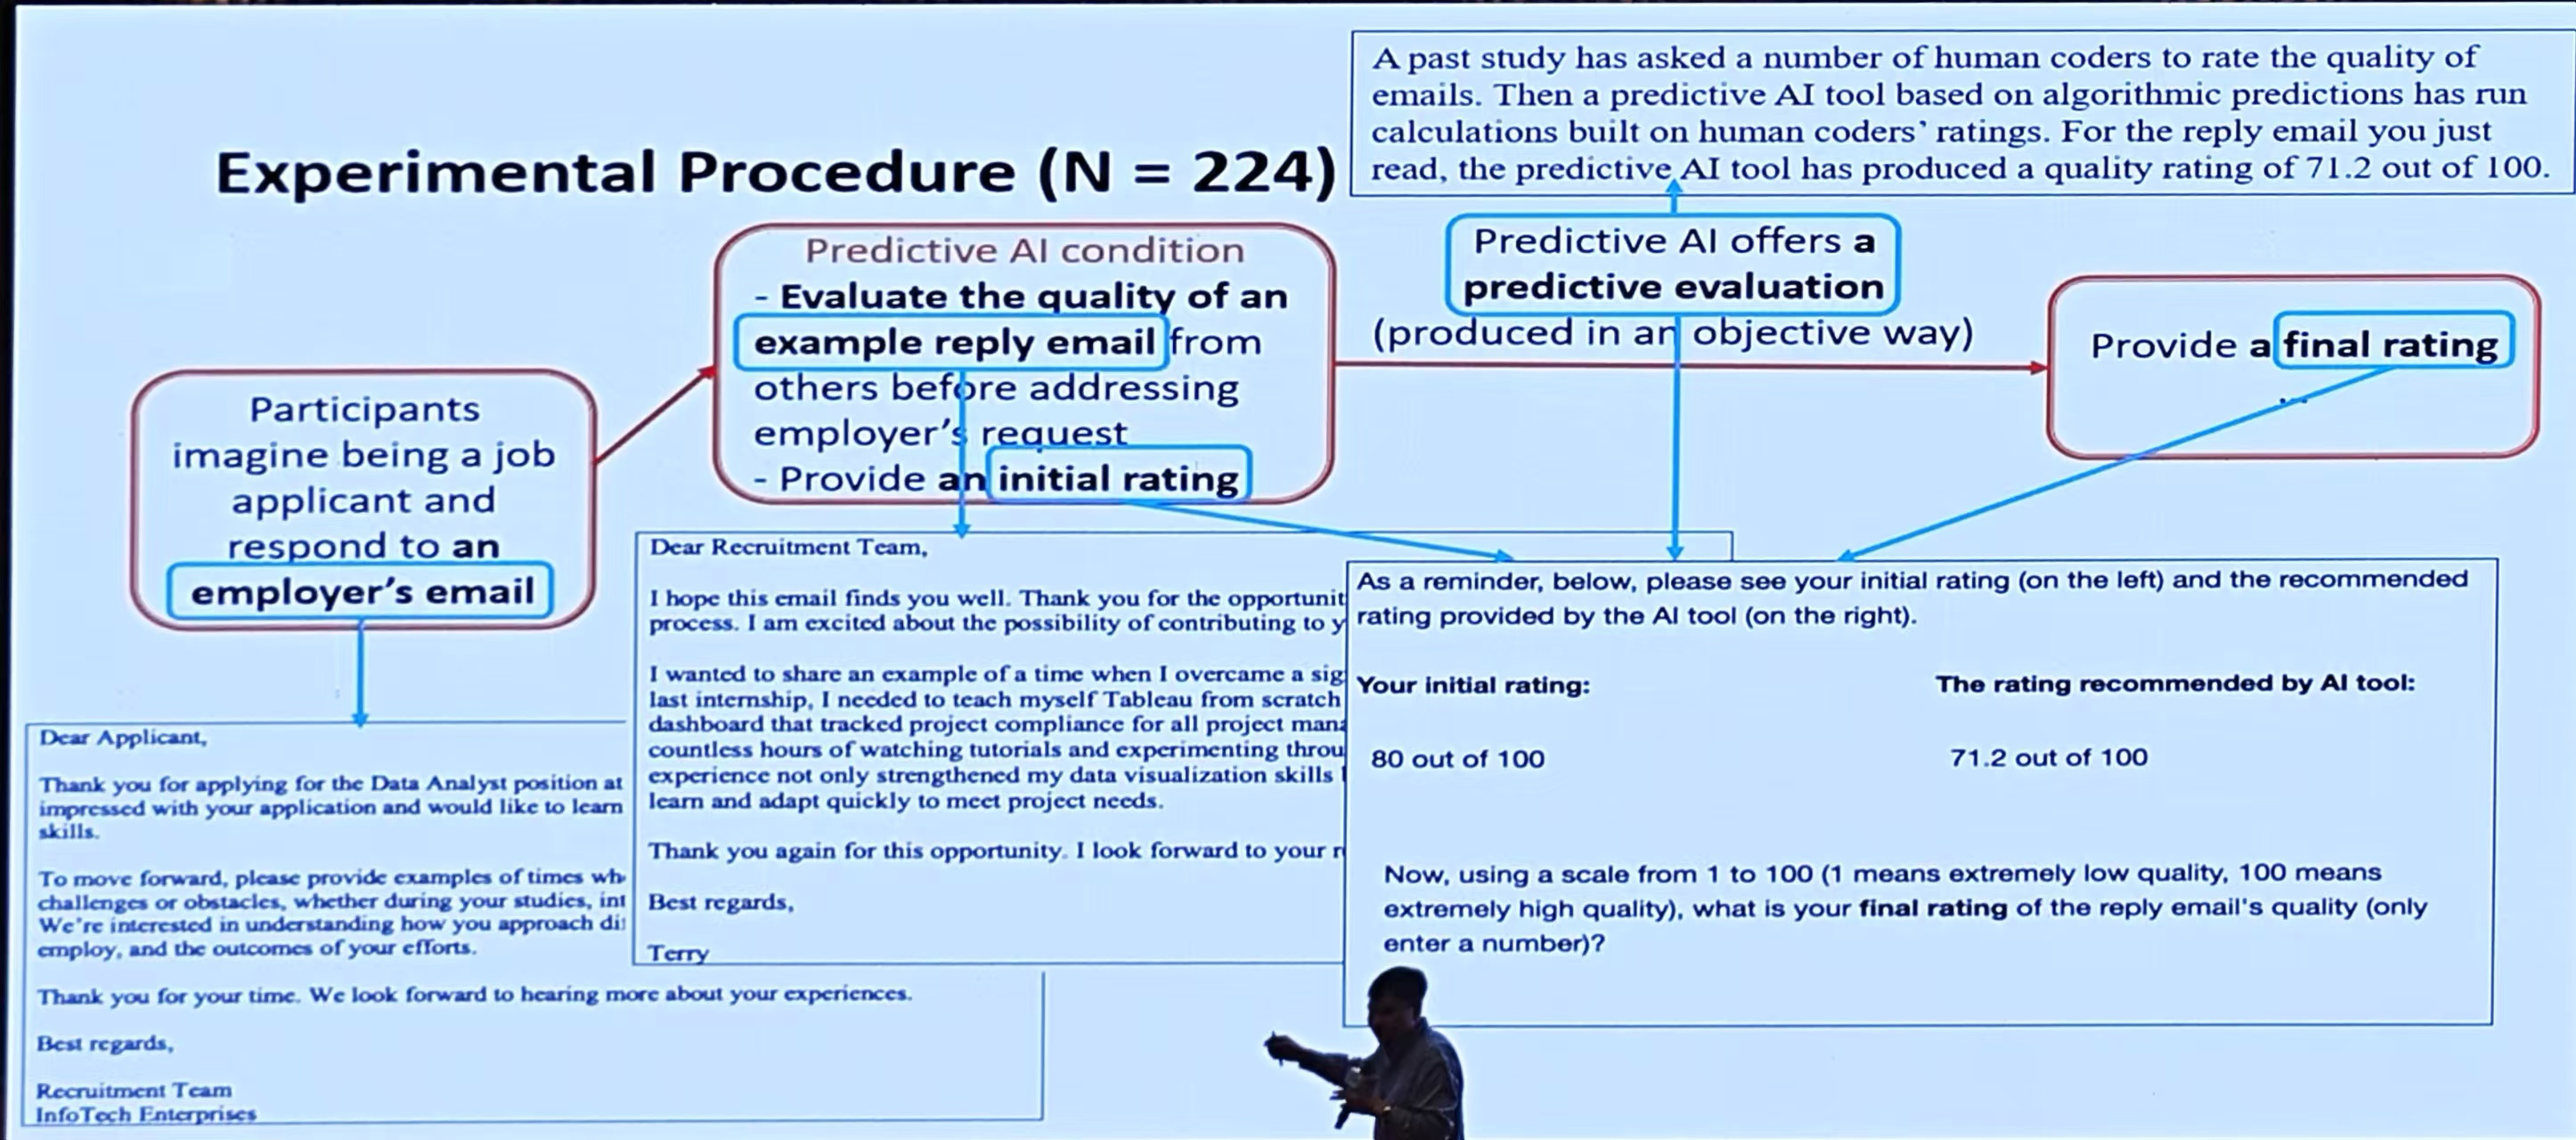 Experimental Procedure (N = 224)
A past study has asked a number of human coders to rate the quality of
emails. Then a predictive AI tool based on algorithmic predictions has run
calculations built on human coders' ratings. For the reply email you just
read, the predictive AI tool has produced a quality rating of 71.2 out of 100.
Participants
imagine being a job
applicant and
respond to an
employer's email
Predictive AI condition
- Evaluate the quality of an
example reply email from
others before addressing
employer's request
- Provide an initial rating
Predictive AI offers a
predictive evaluation
(produced in an objective way)
Provide a final rating
...
Dear Applicant,
Thank you for applying for the Data Analyst position at
impressed with your application and would like to learn
skills.
To move forward, please provide examples of times wh
challenges or obstacles, whether during your studies, int
We're interested in understanding how you approach di
employ, and the outcomes of your efforts.
Thank you for your time. We look forward to hearing more about your experiences.
Best regards,
Recruitment Team
InfoTech Enterprises
Dear Recruitment Team,
I hope this email finds you well. Thank you for the opportunit
process. I am excited about the possibility of contributing to y
I wanted to share an example of a time when I overcame a sig
last internship, I needed to teach myself Tableau from scratch
dashboard that tracked project compliance for all project mana
countless hours of watching tutorials and experimenting throu
experience not only strengthened my data visualization skills
learn and adapt quickly to meet project needs.
Thank you again for this opportunity. I look forward to your r
Best regards,
Terry
As a reminder, below, please see your initial rating (on the left) and the recommended
rating provided by the AI tool (on the right).
Your initial rating:
The rating recommended by AI tool:
80 out of 100
71.2 out of 100
Now, using a scale from 1 to 100 (1 means extremely low quality, 100 means
extremely high quality), what is your final rating of the reply email's quality (only
enter a number)?